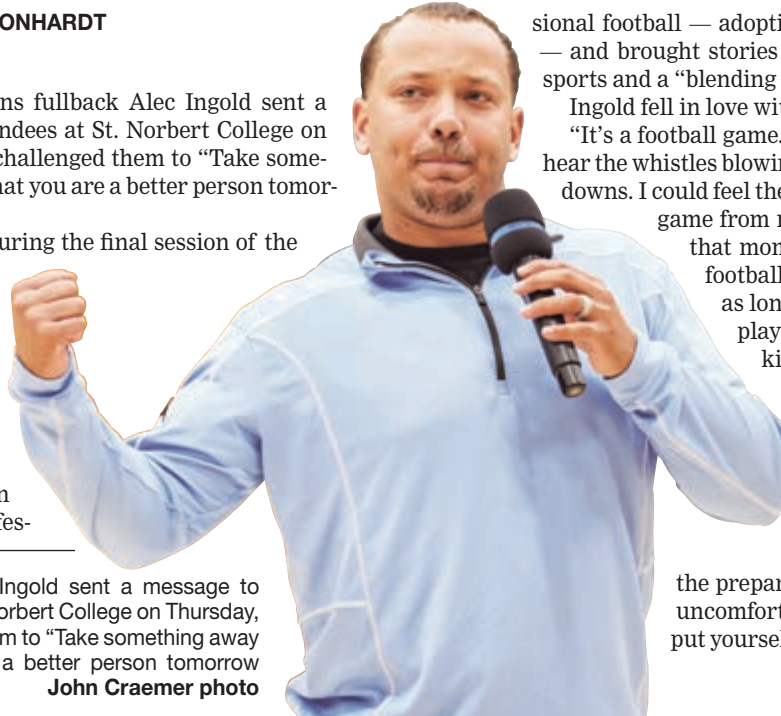 ONHARDT
ns fullback Alec Ingold sent a
ndees at St. Norbert College on
challenged them to “Take some-
hat you are a better person tomor-
uring the final session of the
n
fes-
Ingold sent a message to
orbert College on Thursday,
m to “Take something away
a better person tomorrow
John Craemer photo
sional football — adopti
— and brought stories
sports and a “blending
Ingold fell in love wi
“It’s a football game.
hear the whistles blowin
downs. I could feel the
game from
that mon
football
as lon
play
ki
the prepar
uncomfort
put yoursel